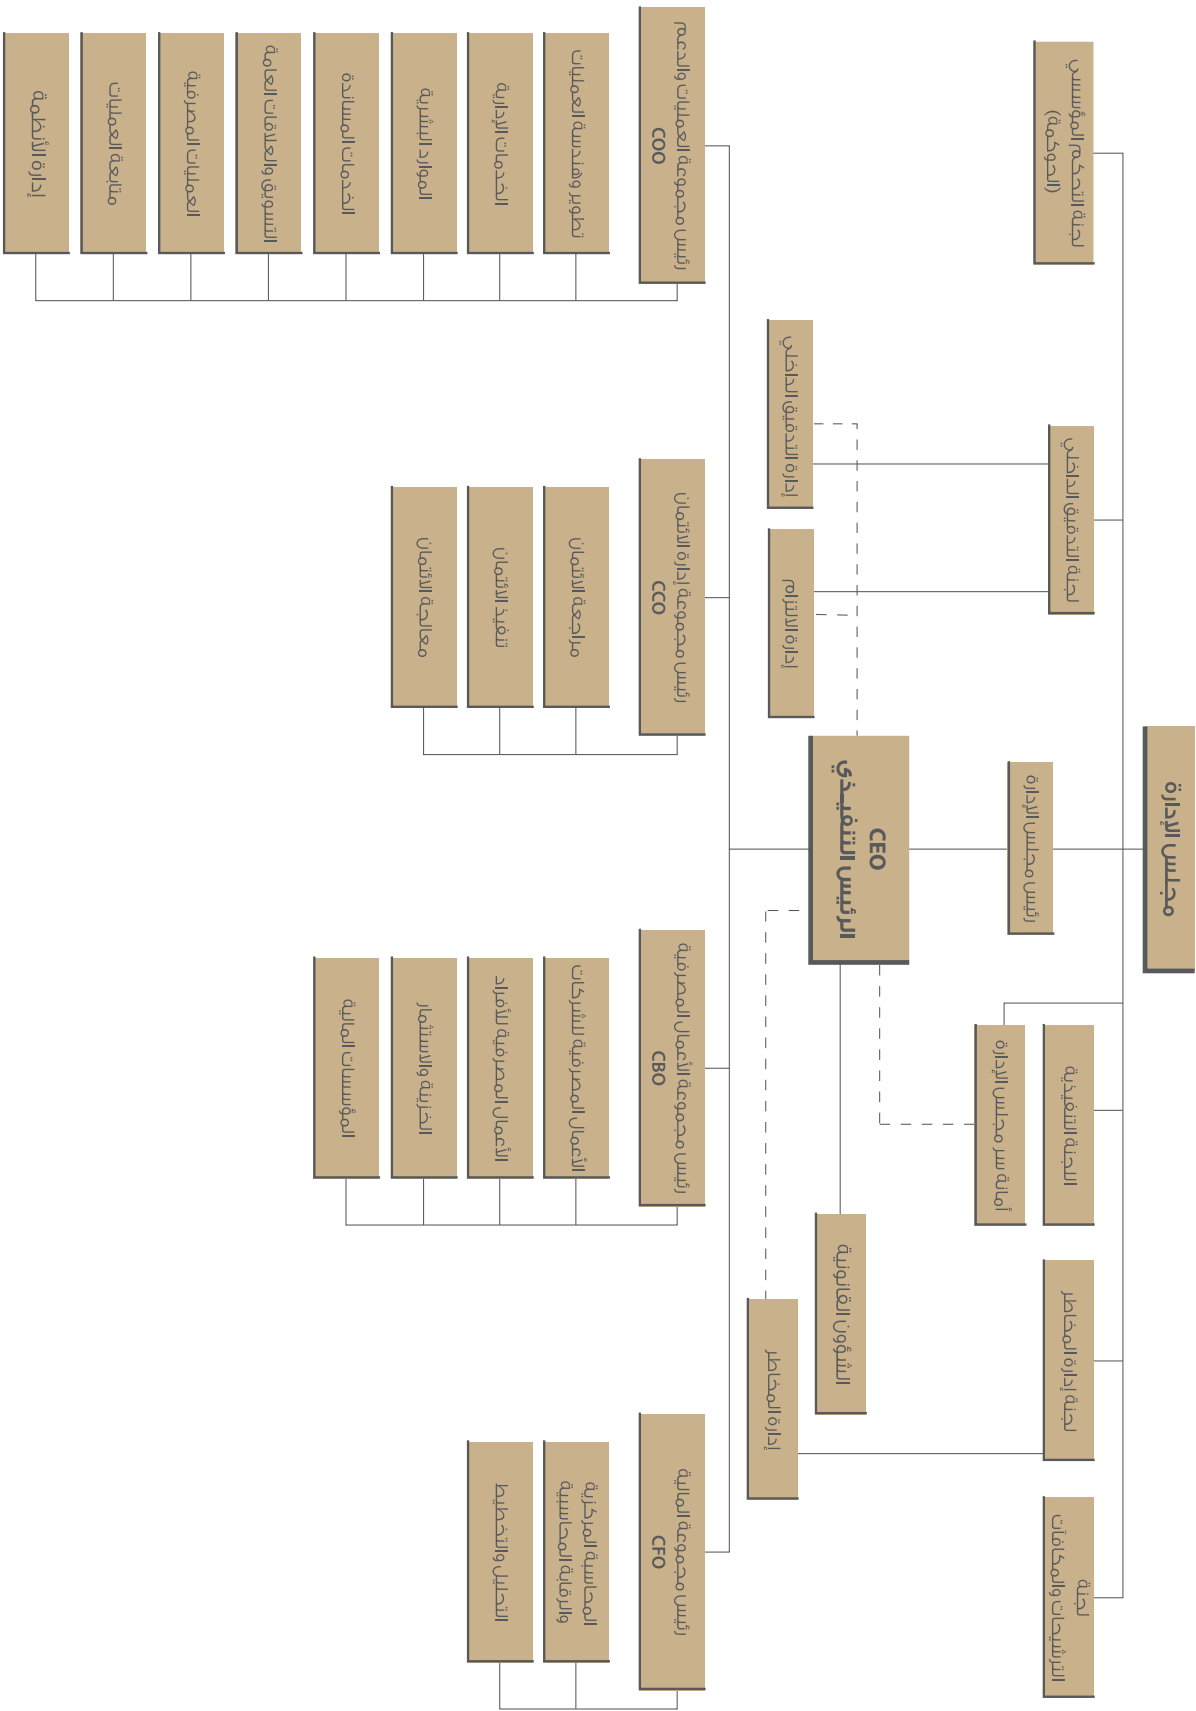 مجلس الإدارة
لجنة التحكم المؤسسي
(الحوكمة)
لجنة التدقيق الداخلي
رئيس مجلس الإدارة
اللجنة التنفيذية
أمانة سر مجلس الإدارة
لجنة إدارة المخاطر
لجنة
الترشيحات والمكافآت
إدارة التدقيق الداخلي
إدارة الالتزام
CEO
الرئيس التنفيـذي
الشؤون القانونية
إدارة المخاطر
رئيس مجموعة العمليات والدعم
COO
تطوير وهندسة العمليات
الخدمات الإدارية
الموارد البشرية
الخدمات المساندة
التسويق والعلاقات العامة
العمليات المصرفية
متابعة العمليات
إدارة الأنظمة
رئيس مجموعة إدارة الائتمان
CCO
مراجعة الائتمان
تنفيذ الائتمان
معالجة الائتمان
رئيس مجموعة الأعمال المصرفية
CBO
الأعمال المصرفية للشركات
الأعمال المصرفية للأفراد
الخزينة والاستثمار
المؤسسات المالية
رئيس مجموعة المالية
CFO
المحاسبة المركزية
والرقابة المحاسبية
التحليل والتخطيط